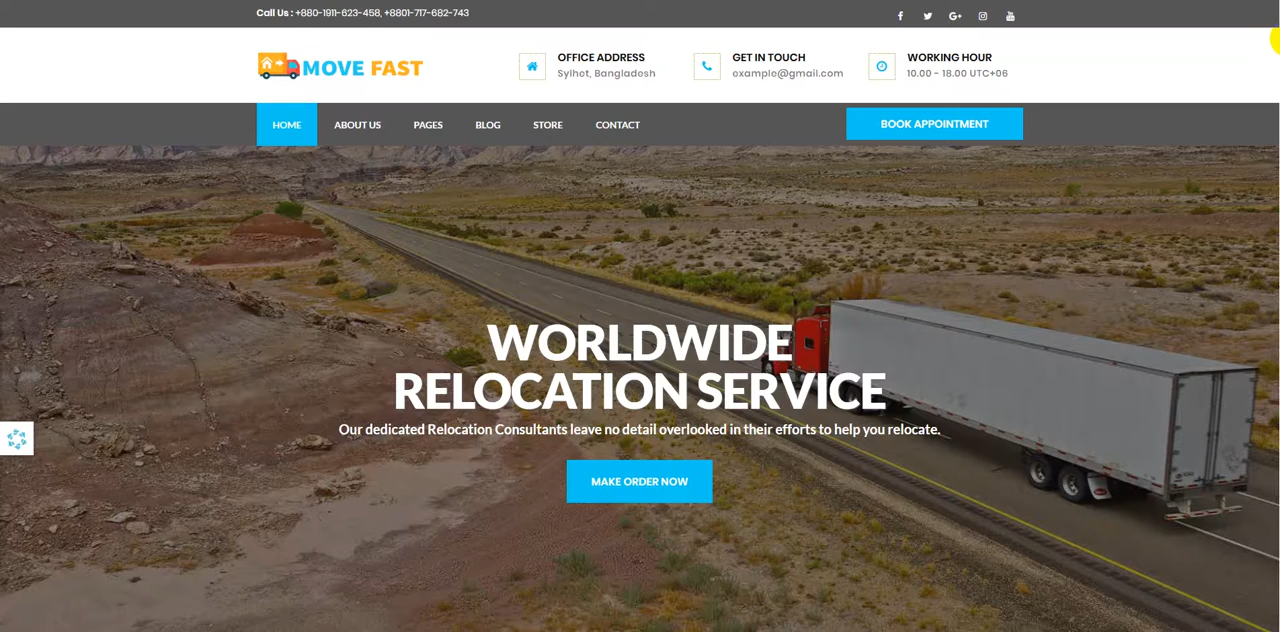 Call Us : +880-1911-623-458, +8801-717-682-743
MOVE FAST
OFFICE ADDRESS
Sylhet, Bangladesh
GET IN TOUCH
example@gmail.com
WORKING HOUR
10.00 - 18.00 UTC+06
HOME ABOUT US PAGES BLOG STORE CONTACT
BOOK APPOINTMENT
WORLDWIDE
RELOCATION SERVICE
Our dedicated Relocation Consultants leave no detail overlooked in their efforts to help you relocate.
MAKE ORDER NOW